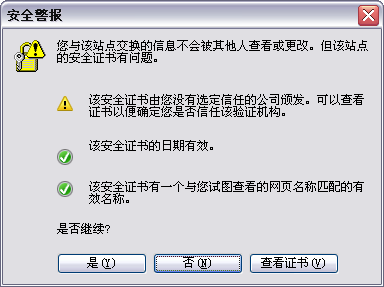 安全警报
您与该站点交换的信息不会被其他人查看或更改。但该站点
的安全证书有问题。
该安全证书由您没有选定信任的公司颁发。可以查看
证书以便确定您是否信任该验证机构。
该安全证书的日期有效。
该安全证书有一个与您试图查看的网页名称匹配的有
效名称。
是否继续?
是(Y)
否(N)
查看证书(V)